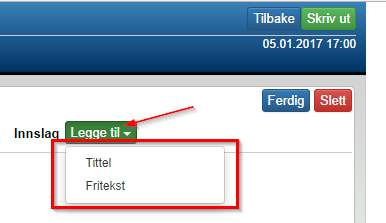 Tilbake Skriv ut
05.01.2017 17:00
Ferdig Slett
Innslag Legge til
Tittel
Fritekst